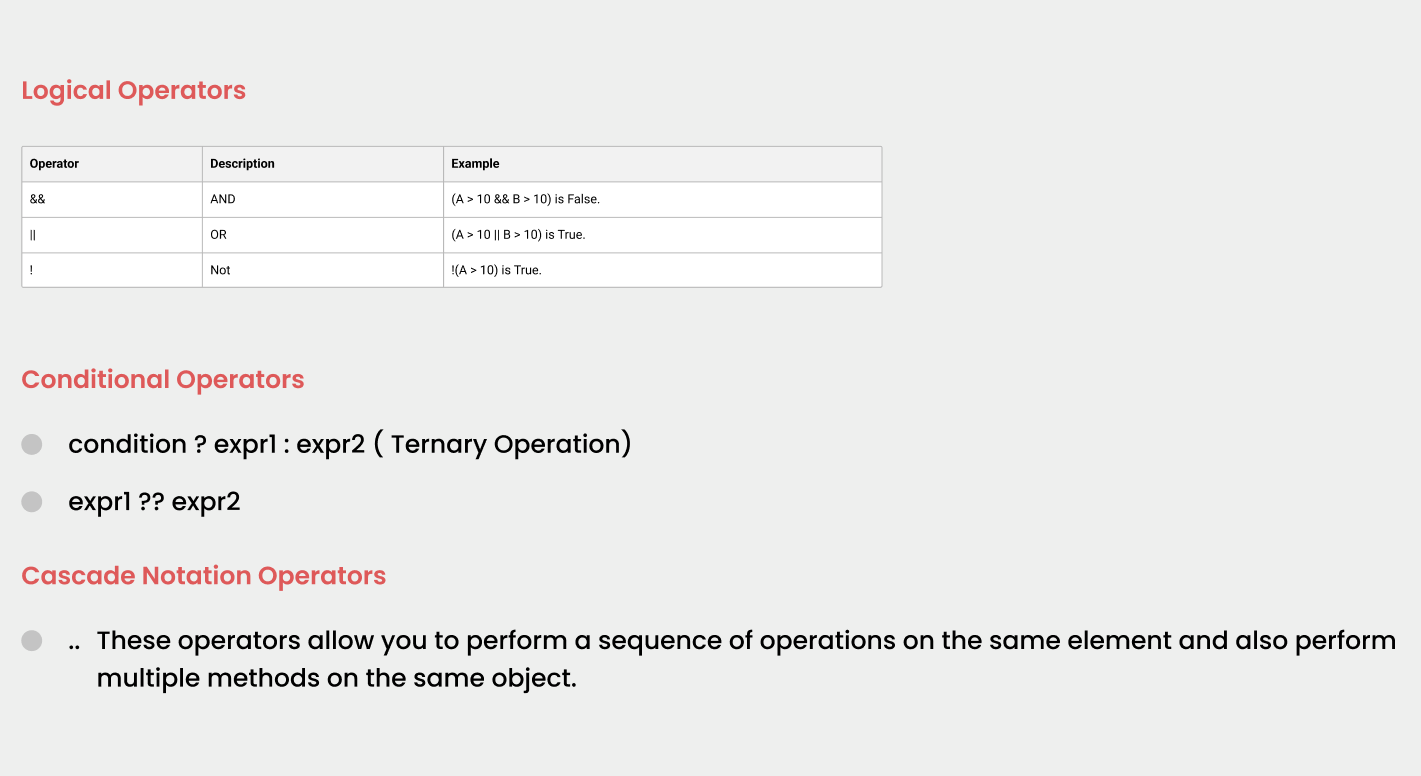 Logical Operators
Operator Description Example
&& AND (A > 10 && B > 10) is False.
|| OR (A > 10 || B > 10) is True.
! Not !(A > 10) is True.
Conditional Operators
condition ? expr1 : expr2 ( Ternary Operation)
expr1 ?? expr2
Cascade Notation Operators
.. These operators allow you to perform a sequence of operations on the same element and also perform
multiple methods on the same object.